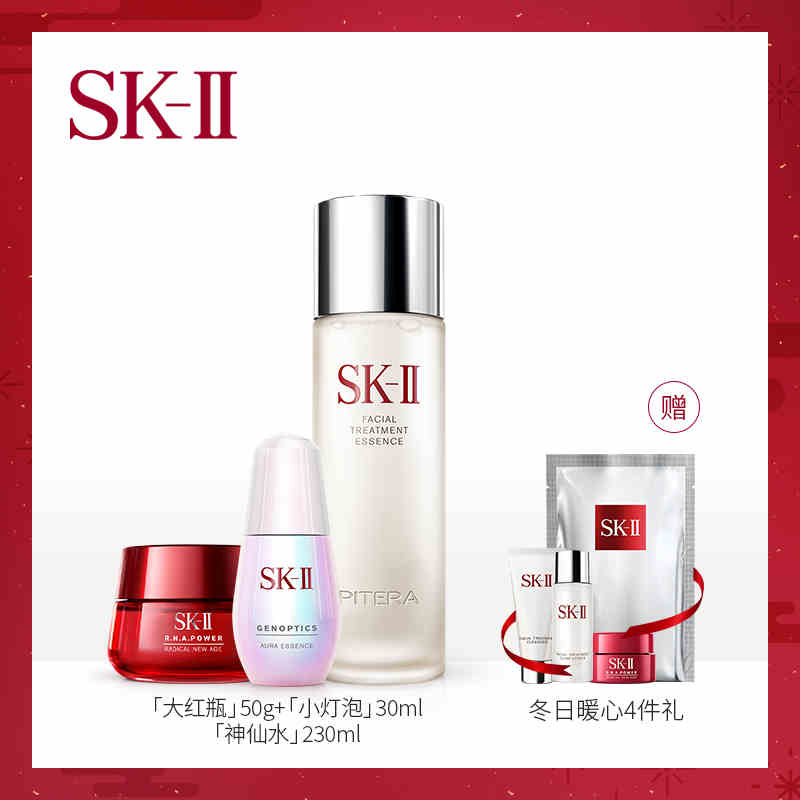 SK-II
SK-II
FACIAL
TREATMENT
ESSENCE
PITERA
SK-II
GENOPTICS
AURA ESSENCE
SK-II
R.N.A.POWER
RADICAL NEW AGE
赠
SK-II
SK-II
SK-II
SK-II
「大红瓶」50g+「小灯泡」30ml
「神仙水」230ml
冬日暖心4件礼